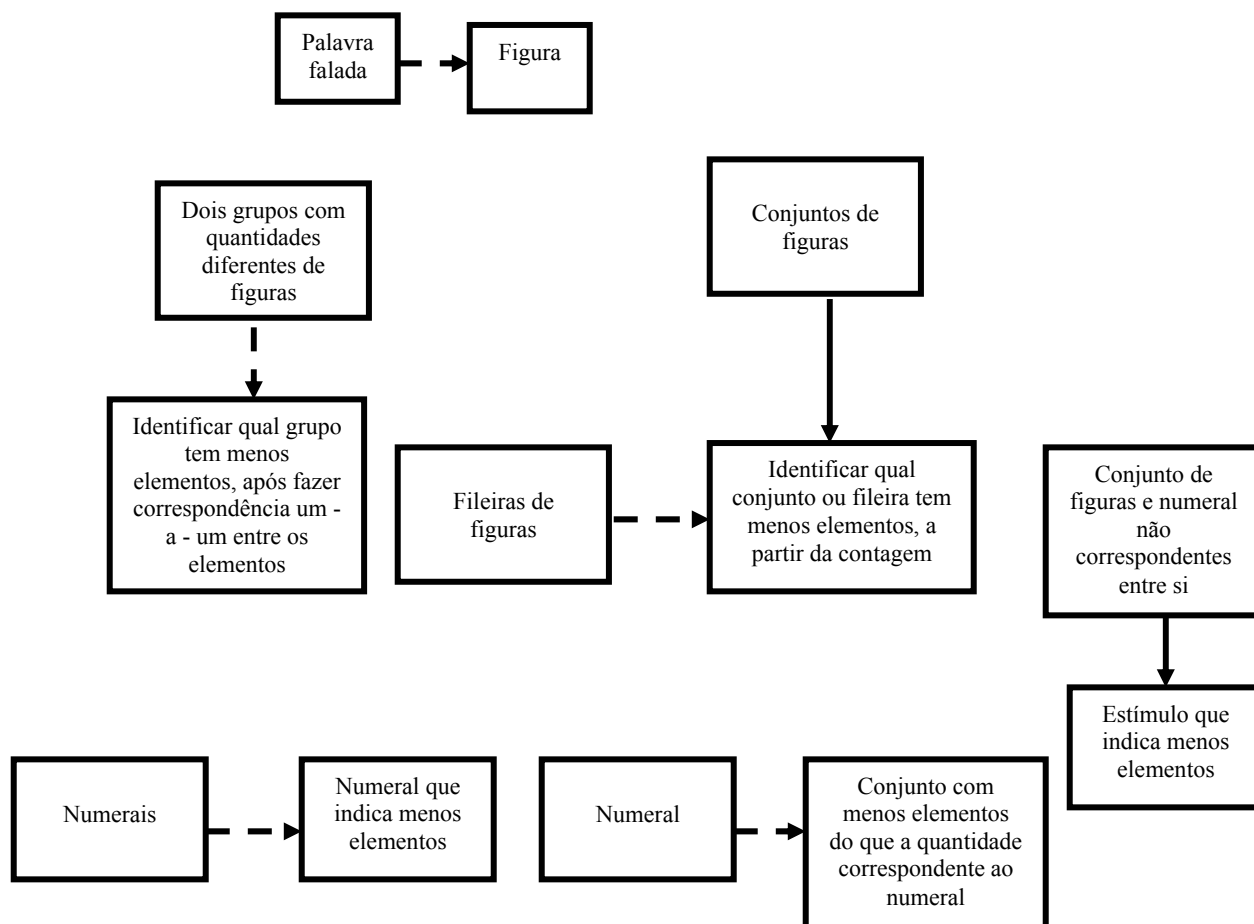 Palavra
falada
Figura
Dois grupos com
quantidades
diferentes de
figuras
Conjuntos de
figuras
Identificar qual grupo
tem menos
elementos, após fazer
correspondência um -
a - um entre os
elementos
Fileiras de
figuras
Identificar qual
conjunto ou fileira tem
menos elementos, a
partir da contagem
Conjunto de
figuras e numeral
não
correspondentes
entre si
Estímulo que
indica menos
elementos
Numerais
Numeral que
indica menos
elementos
Numeral
Conjunto com
menos elementos
do que a quantidade
correspondente ao
numeral